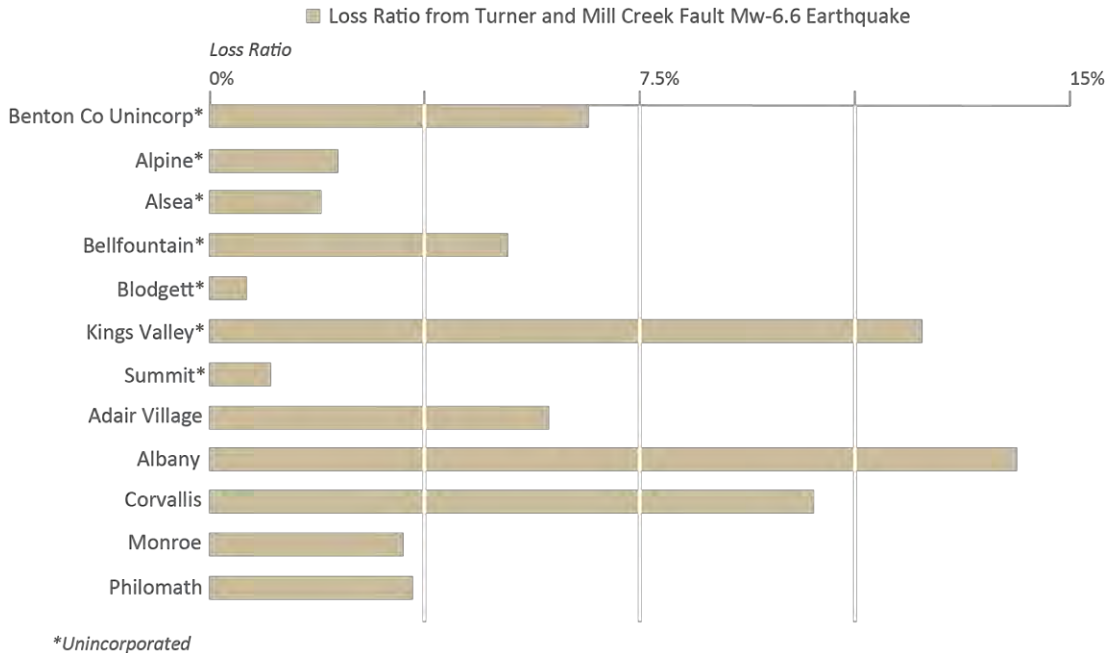 Loss Ratio from Turner and Mill Creek Fault Mw-6.6 Earthquake
Loss Ratio
0% 7.5% 15%
Benton Co Unincorp*
Alpine*
Alsea*
Bellfountain*
Blodgett*
Kings Valley*
Summit*
Adair Village
Albany
Corvallis
Monroe
Philomath
*Unincorporated